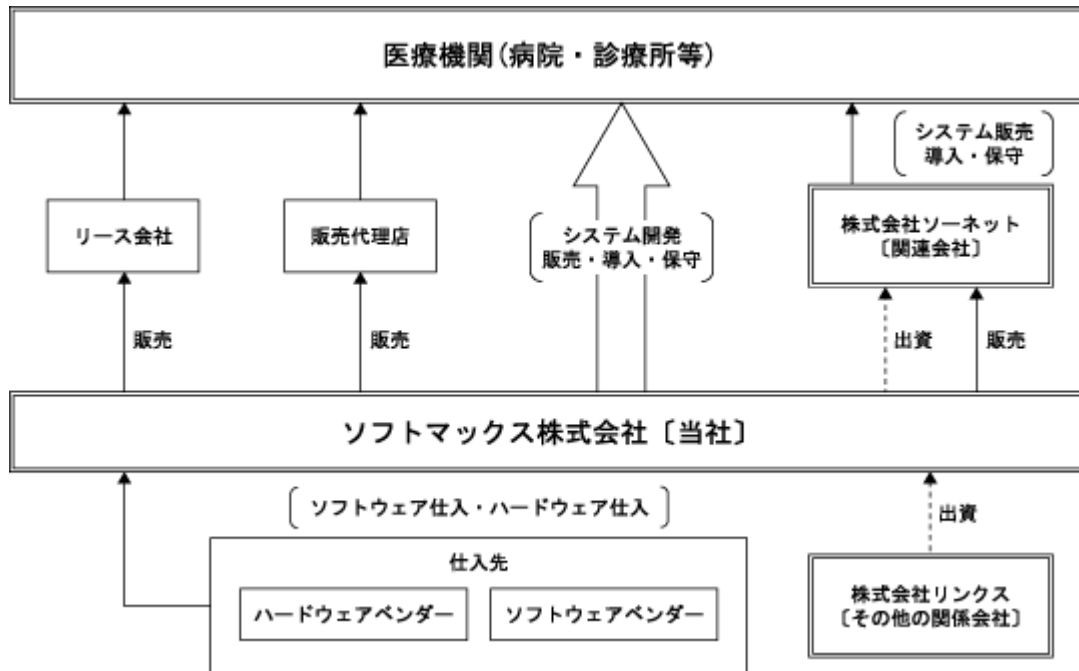 医療機関(病院・診療所等)
システム販売
導入・保守
リース会社
販売代理店
システム開発
販売・導入・保守
株式会社ソーネット
〔関連会社〕
販売
販売
出資
販売
ソフトマックス株式会社〔当社〕
ソフトウェア仕入・ハードウェア仕入
出資
仕入先
ハードウェアベンダー
ソフトウェアベンダー
株式会社リンクス
〔その他の関係会社〕